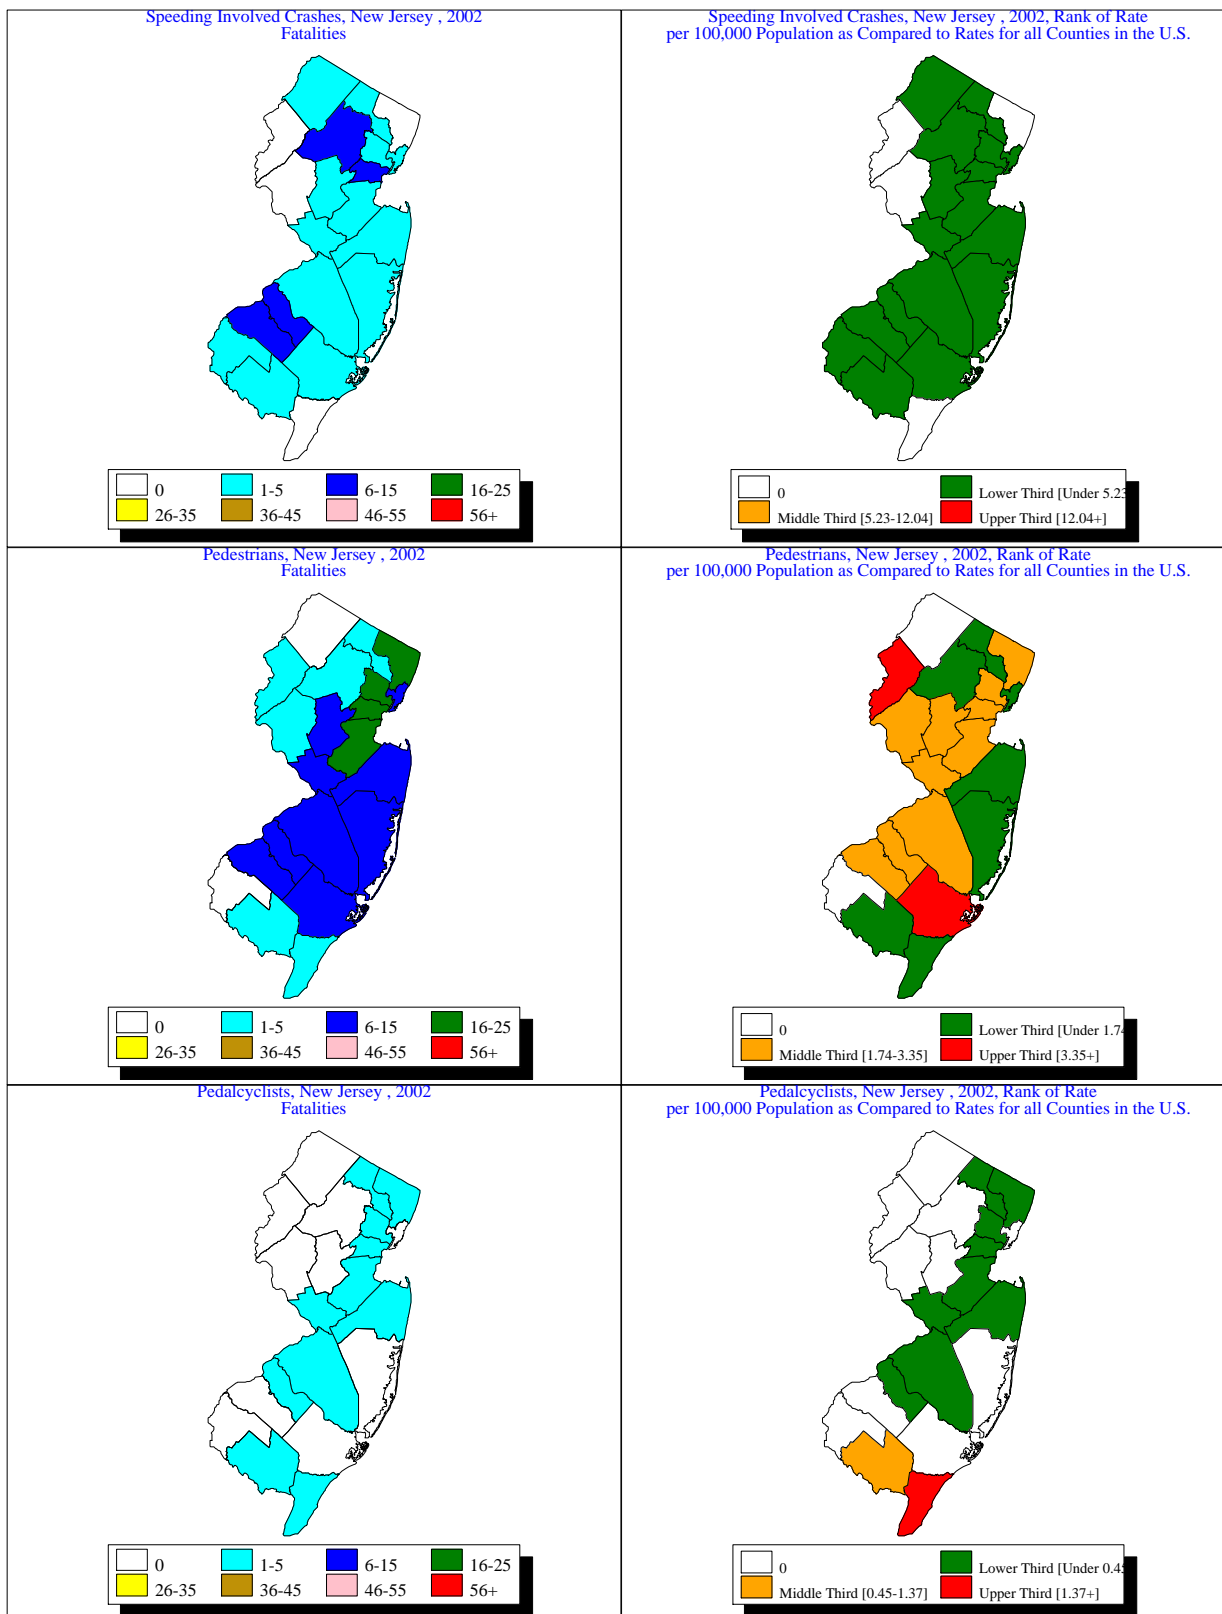 Speeding Involved Crashes, New Jersey , 2002
Fatalities
0
1-5
6-15
16-25
26-35
36-45
46-55
56+
Speeding Involved Crashes, New Jersey , 2002, Rank of Rate
per 100,000 Population as Compared to Rates for all Counties in the U.S.
0
Lower Third [Under 5.23
Middle Third [5.23-12.04]
Upper Third [12.04+]
Pedestrians, New Jersey , 2002
Fatalities
0
1-5
6-15
16-25
26-35
36-45
46-55
56+
Pedestrians, New Jersey , 2002, Rank of Rate
per 100,000 Population as Compared to Rates for all Counties in the U.S.
0
Lower Third [Under 1.74
Middle Third [1.74-3.35]
Upper Third [3.35+]
Pedalcyclists, New Jersey , 2002
Fatalities
0
1-5
6-15
16-25
26-35
36-45
46-55
56+
Pedalcyclists, New Jersey , 2002, Rank of Rate
per 100,000 Population as Compared to Rates for all Counties in the U.S.
0
Lower Third [Under 0.45
Middle Third [0.45-1.37]
Upper Third [1.37+]